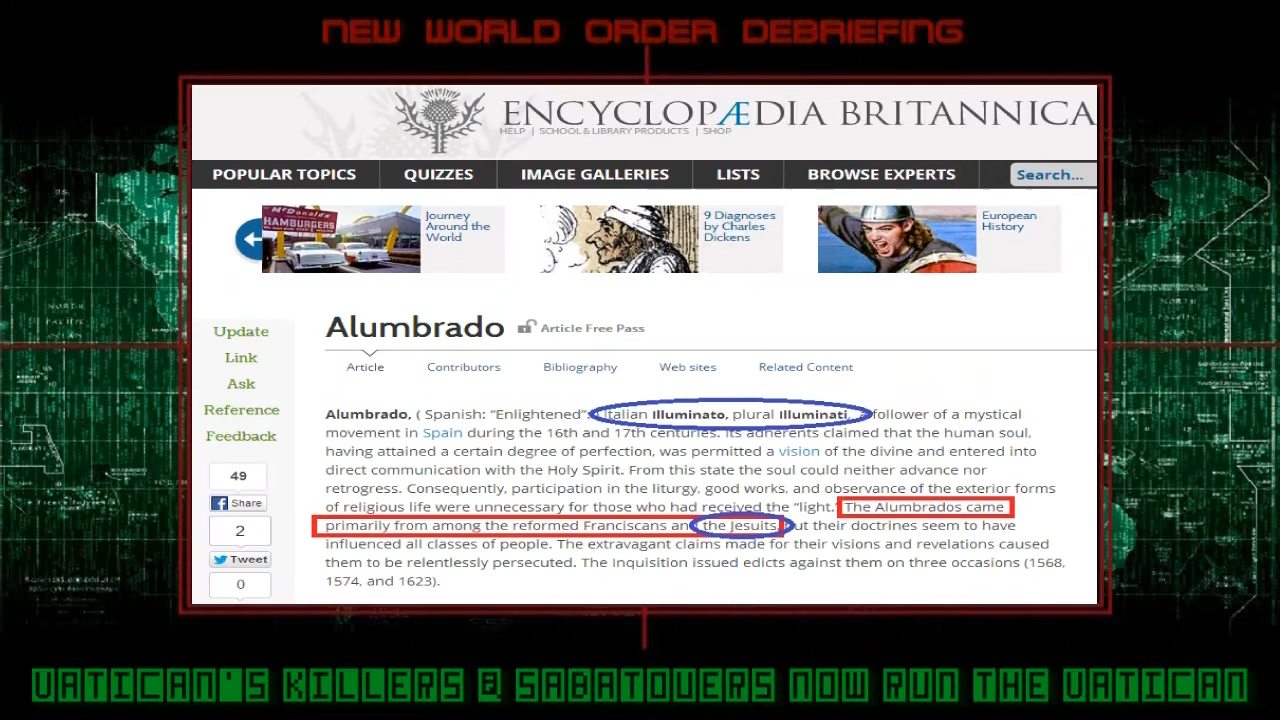 NEW WORLD ORDER DEBRIEFING
ENCYCLOPÆDIA BRITANNICA
HELP | SCHOOL & LIBRARY PRODUCTS | SHOP
POPULAR TOPICS QUIZZES IMAGE GALLERIES LISTS BROWSE EXPERTS Search...
McDonald's
HAMBURGERS
Journey
Around the
World
9 Diagnoses
by Charles
Dickens
European
History
Alumbrado Article Free Pass
Article Contributors Bibliography Web sites Related Content
Update
Link
Ask
Reference
Feedback
49
Share
2
Tweet
0
Alumbrado, ( Spanish: “Enlightened” Italian Illuminato, plural Illuminati, a follower of a mystical
movement in Spain during the 16th and 17th centuries. Its adherents claimed that the human soul,
having attained a certain degree of perfection, was permitted a vision of the divine and entered into
direct communication with the Holy Spirit. From this state the soul could neither advance nor
retrogress. Consequently, participation in the liturgy, good works, and observance of the exterior forms
of religious life were unnecessary for those who had received the “light.” The Alumbrados came
primarily from among the reformed Franciscans and the Jesuits, but their doctrines seem to have
influenced all classes of people. The extravagant claims made for their visions and revelations caused
them to be relentlessly persecuted. The Inquisition issued edicts against them on three occasions (1568,
1574, and 1623).
VATICAN'S KILLERS @ SABATOUERS NOW RUN THE VATICAN